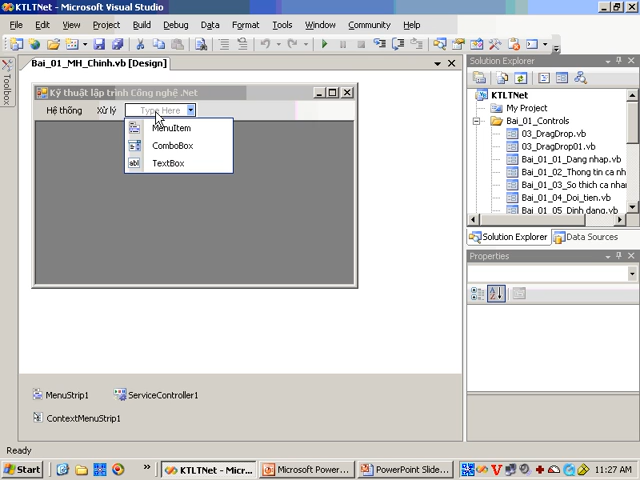 KTLTNet - Microsoft Visual Studio
File Edit View Project Build Debug Data Format Tools Window Community Help
Toolbox
Bai_01_MH_Chinh.vb [Design]
Kỹ thuật lập trình Công nghệ .Net
Hệ thống Xử lý Type Here
MenuItem
ComboBox
TextBox
MenuStrip1 ServiceController1
ContextMenuStrip1
Solution Explorer
KTLTNet
My Project
Bai_01_Controls
03_DragDrop.vb
03_DragDrop01.vb
Bai_01_01_Dang nhap.vb
Bai_01_02_Thong tin ca nh
Bai_01_03_So thich ca nhar
Bai_01_04_Doi_tien.vb
Bai_01_05_Dinh dang.vb
Solution Explorer Data Sources
Properties
Ready
Start KTLTNet - Micr... Microsoft Power... PowerPoint Slide... 11:27 AM